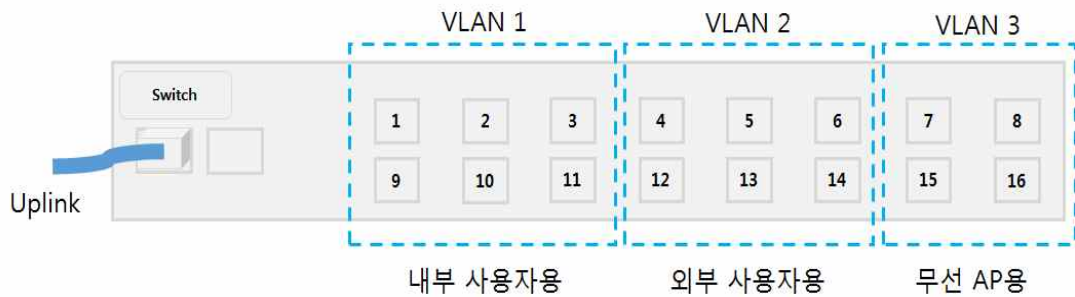 VLAN 1 VLAN 2 VLAN 3
Switch
1 2 3 4 5 6 7 8
9 10 11 12 13 14 15 16
Uplink
내부 사용자용 외부 사용자용 무선 AP용